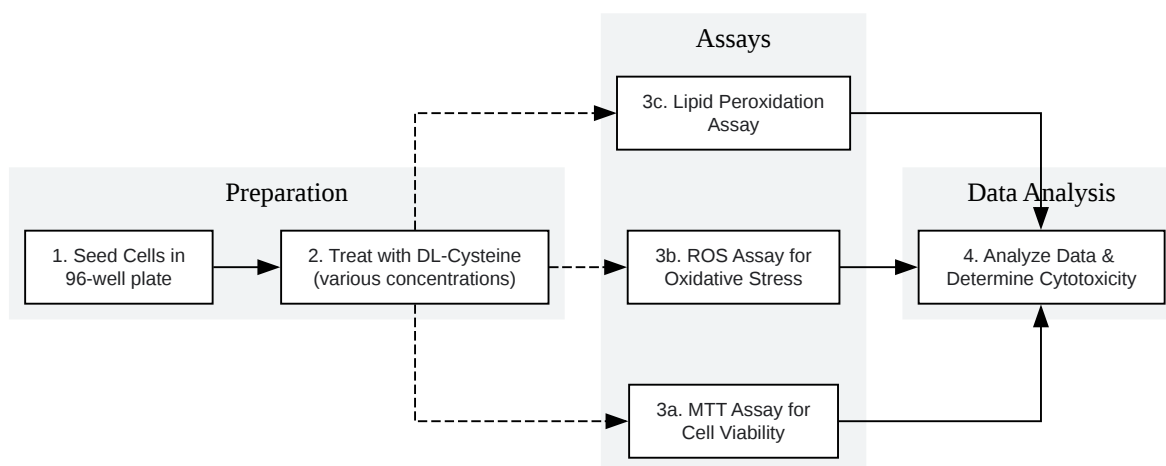 Assays
3c. Lipid Peroxidation
Assay
Preparation
Data Analysis
1. Seed Cells in
96-well plate
2. Treat with DL-Cysteine
(various concentrations)
3b. ROS Assay for
Oxidative Stress
4. Analyze Data &
Determine Cytotoxicity
3a. MTT Assay for
Cell Viability